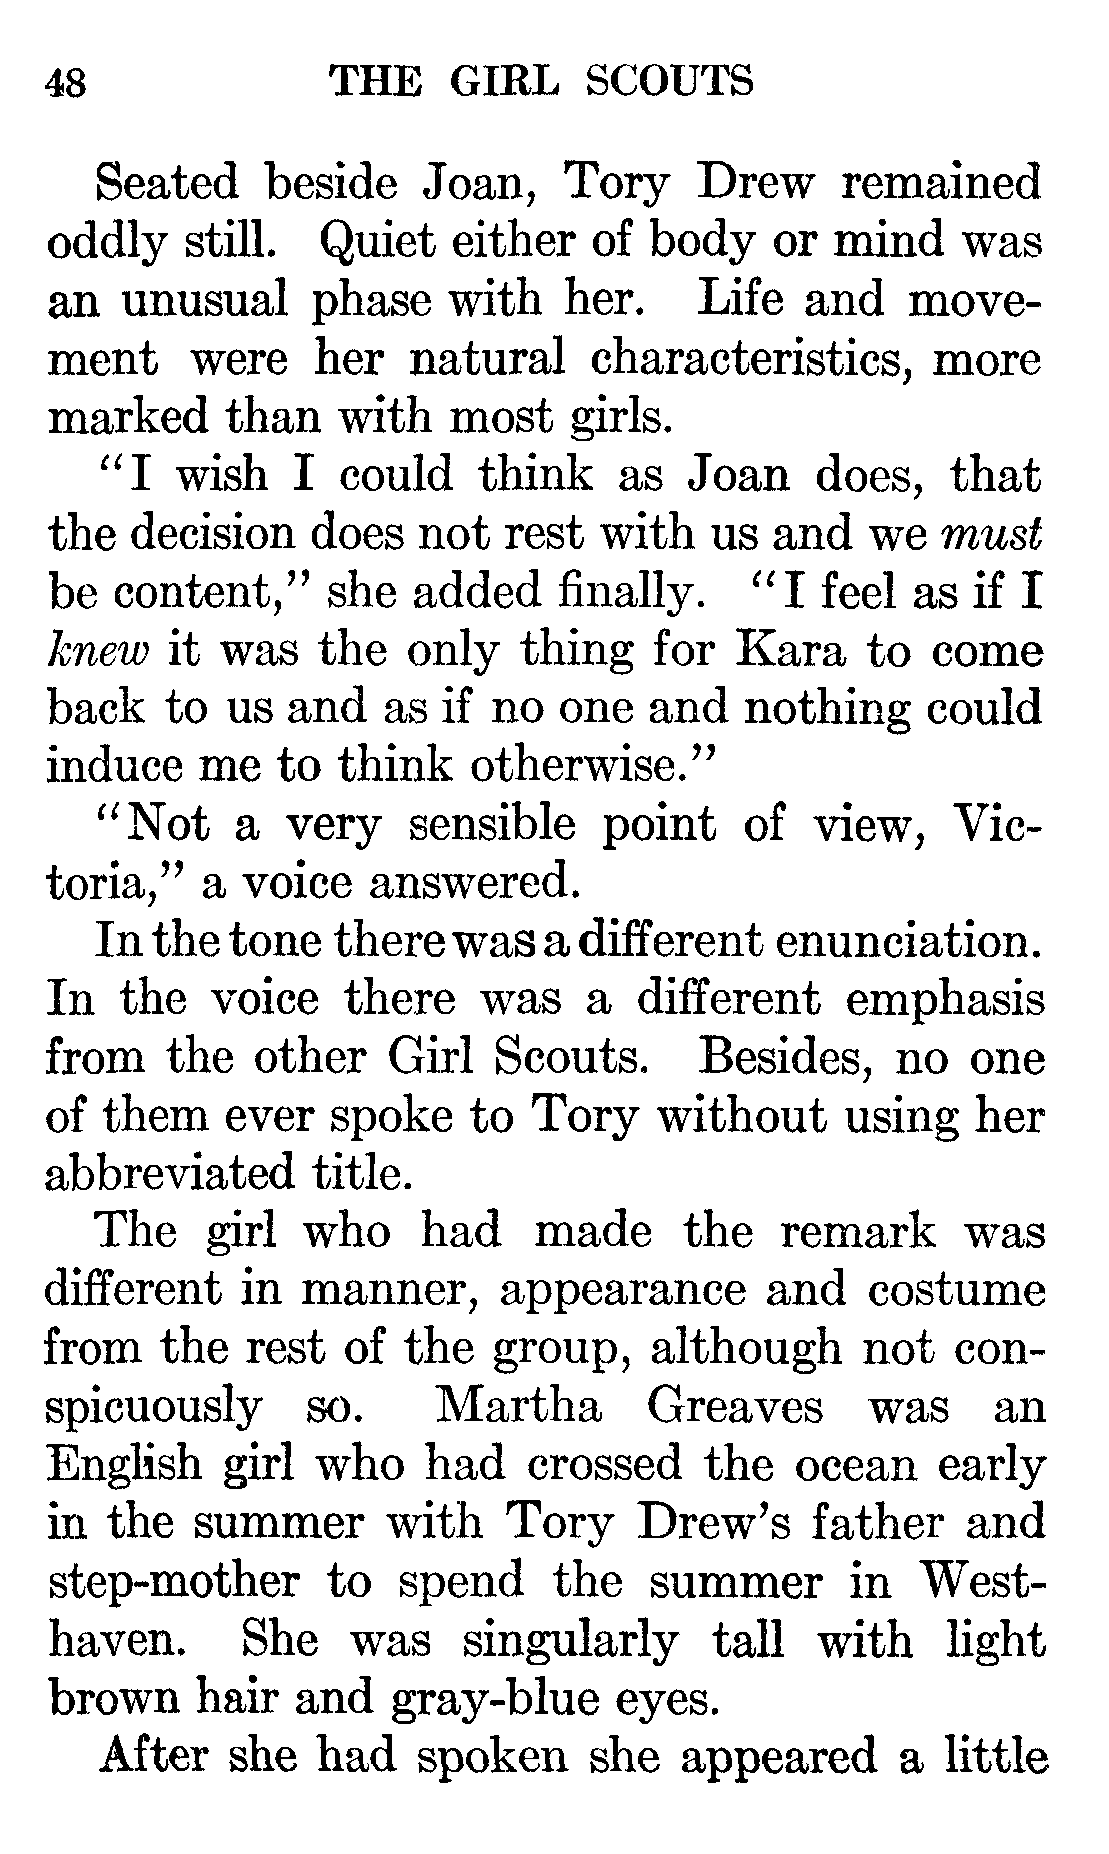 48 THE GIRL SCOUTS
Seated beside Joan, Tory Drew remained
oddly still. Quiet either of body or mind was
an unusual phase with her. Life and move-
ment were her natural characteristics, more
marked than with most girls.
“I wish I could think as Joan does, that
the decision does not rest with us and we must
be content,” she added finally. “I feel as if I
knew it was the only thing for Kara to come
back to us and as if no one and nothing could
induce me to think otherwise.”
“Not a very sensible point of view, Vic-
toria,” a voice answered.
In the tone there was a different enunciation.
In the voice there was a different emphasis
from the other Girl Scouts. Besides, no one
of them ever spoke to Tory without using her
abbreviated title.
The girl who had made the remark was
different in manner, appearance and costume
from the rest of the group, although not con-
spicuously so. Martha Greaves was an
English girl who had crossed the ocean early
in the summer with Tory Drew’s father and
step-mother to spend the summer in West-
haven. She was singularly tall with light
brown hair and gray-blue eyes.
After she had spoken she appeared a little